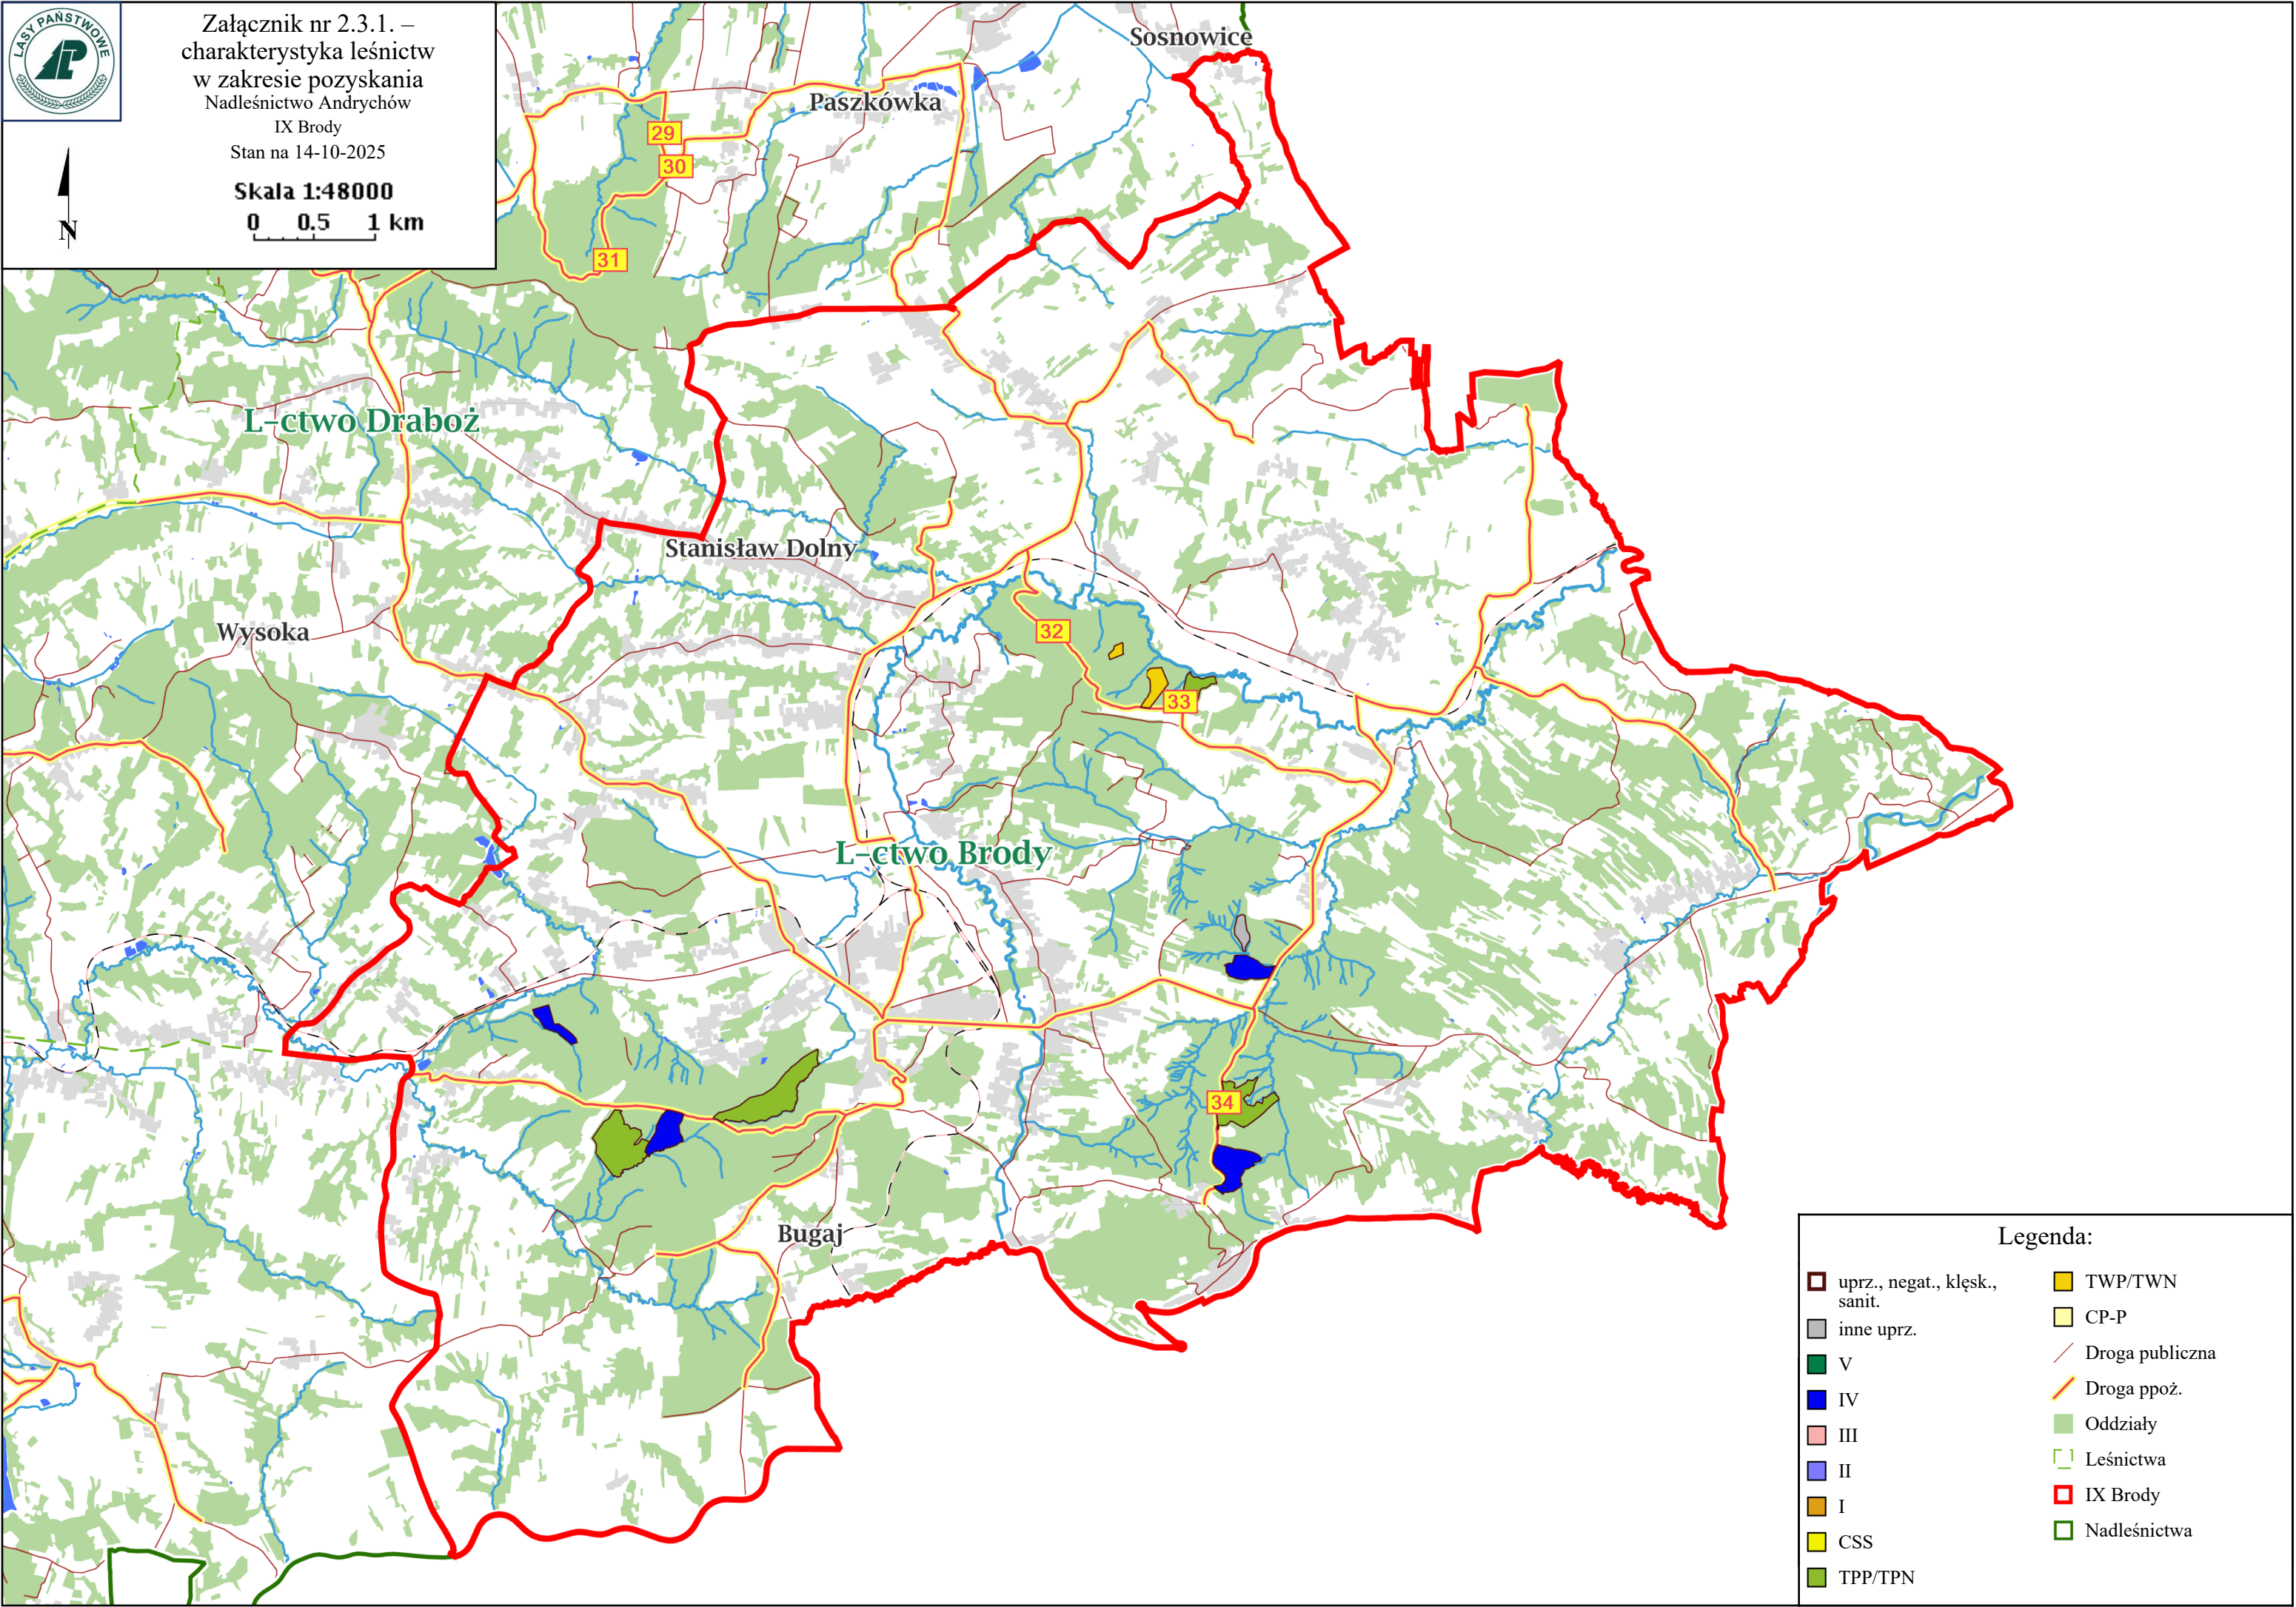 LASY PAŃSTWOWE
LP
Załącznik nr 2.3.1. –
charakterystyka leśnictw
w zakresie pozyskania
Nadleśnictwo Andrychów
IX Brody
Stan na 14-10-2025
Skala 1:48000
0 0.5 1 km
N
Sosnowice
Paszkówka
29
30
31
L–ctwo Draboż
Stanisław Dolny
Wysoka
32
33
L–ctwo Brody
34
Bugaj
Legenda:
uprz., negat., klęsk.,
sanit.
inne uprz.
V
IV
III
II
I
CSS
TPP/TPN
TWP/TWN
CP-P
Droga publiczna
Droga ppoż.
Oddziały
Leśnictwa
IX Brody
Nadleśnictwa